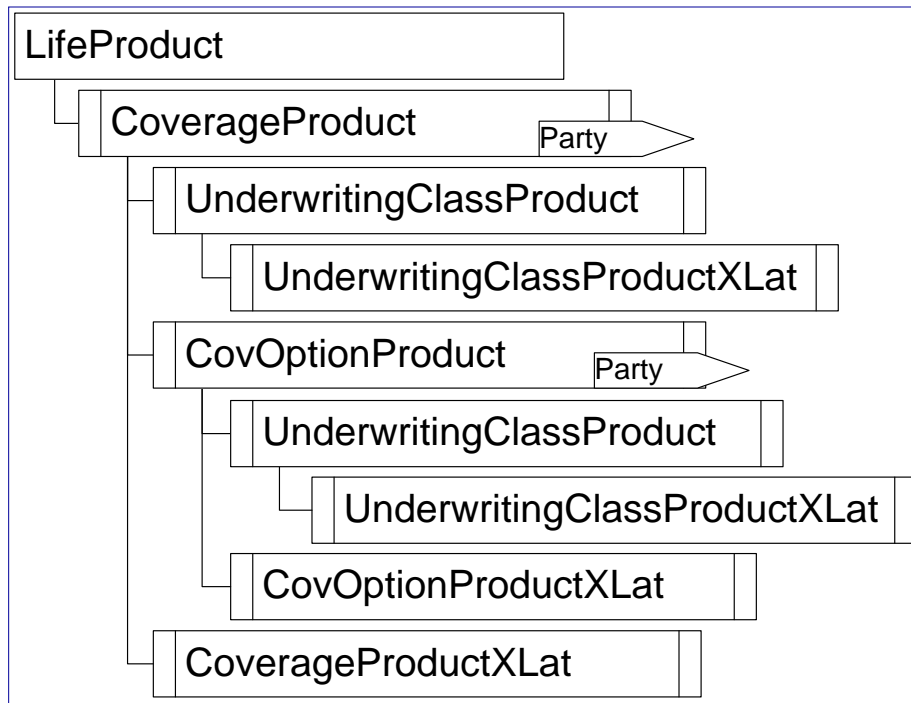 LifeProduct
CoverageProduct
Party
UnderwritingClassProduct
UnderwritingClassProductXLat
CovOptionProduct
Party
UnderwritingClassProduct
UnderwritingClassProductXLat
CovOptionProductXLat
CoverageProductXLat